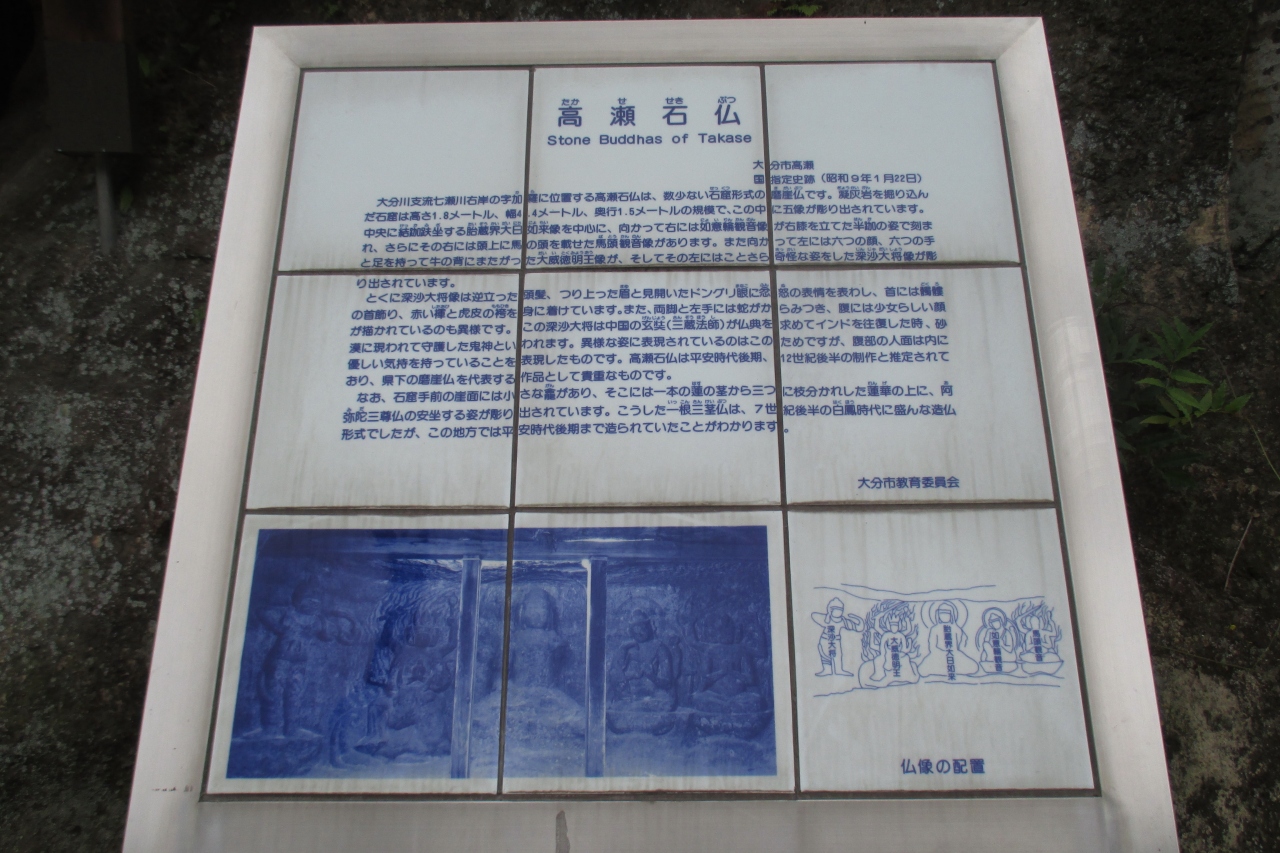 高瀬石仏
たか せ せき ぶつ
Stone Buddhas of Takase
大分市高瀬
国指定史跡(昭和9年1月22日)
大分川支流七瀬川右岸の字加羅に位置する高瀬石仏は、数少ない石窟形式の磨崖仏です。凝灰岩を掘り込ん
だ石窟は高さ1.8メートル、幅4.4メートル、奥行1.5メートルの規模で、この中に五像が彫り出されています。
中央に結跏趺坐する胎蔵界大日如来像を中心に、向かって右には如意輪観音像が右膝を立てた半跏の姿で刻ま
れ、さらにその右には頭上に馬の頭を載せた馬頭観音像があります。また向かって左には六つの顔、六つの手
と足を持って牛の背にまたがった大威徳明王像が、そしてその左にはことさら奇怪な姿をした深沙大将像が彫
り出されています。
とくに深沙大将像は逆立った頭髪、つり上った眉と見開いたドングリ眼に忿怒の表情を表わし、首には髑髏
の首飾り、赤い褌と虎皮の袴を身に着けています。また、両脚と左手には蛇がからみつき、腹には少女らしい顔
が描かれているのも異様です。この深沙大将は中国の玄奘(三蔵法師)が仏典を求めてインドを往復した時、砂
漠に現われて守護した鬼神といわれます。異様な姿に表現されているのはこのためですが、腹部の人面は内に
優しい気持を持っていることを表現したものです。高瀬石仏は平安時代後期、12世紀後半の制作と推定されて
おり、県下の磨崖仏を代表する作品として貴重なものです。
なお、石窟手前の崖面には小さな龕があり、そこには一本の蓮の茎から三つに枝分かれした蓮華の上に、阿
弥陀三尊仏の安坐する姿が彫り出されています。こうした一根三茎仏は、7世紀後半の白鳳時代に盛んな造仏
形式でしたが、この地方では平安時代後期まで造られていたことがわかります。
大分市教育委員会
深沙大将
大威徳明王
胎蔵界大日如来
如意輪観音
馬頭観音
仏像の配置